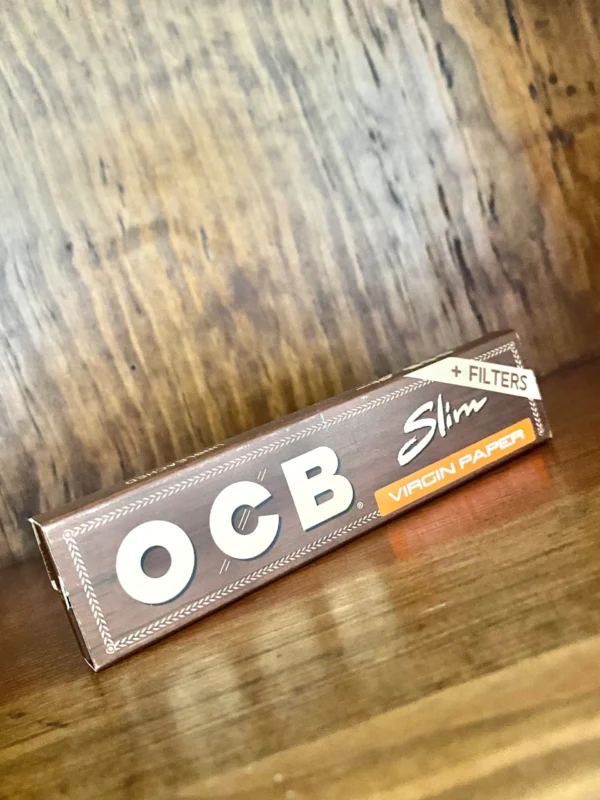 + FILTERS
Slim
OCB®
VIRGIN PAPER